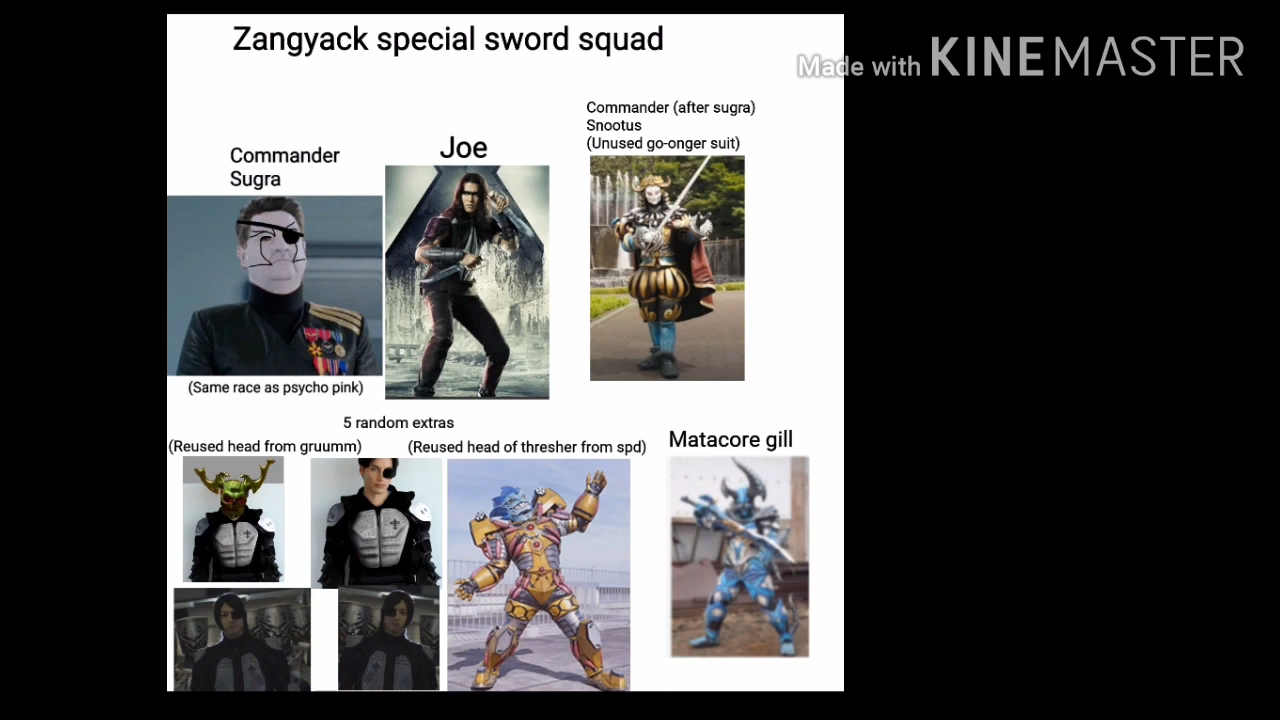 Zangyack special sword squad
Made with KINEMASTER
Commander (after sugra)
Snootus
(Unused go-onger suit)
Joe
Commander
Sugra
(Same race as psycho pink)
5 random extras
(Reused head from gruumm)
(Reused head of thresher from spd)
Matacore gill